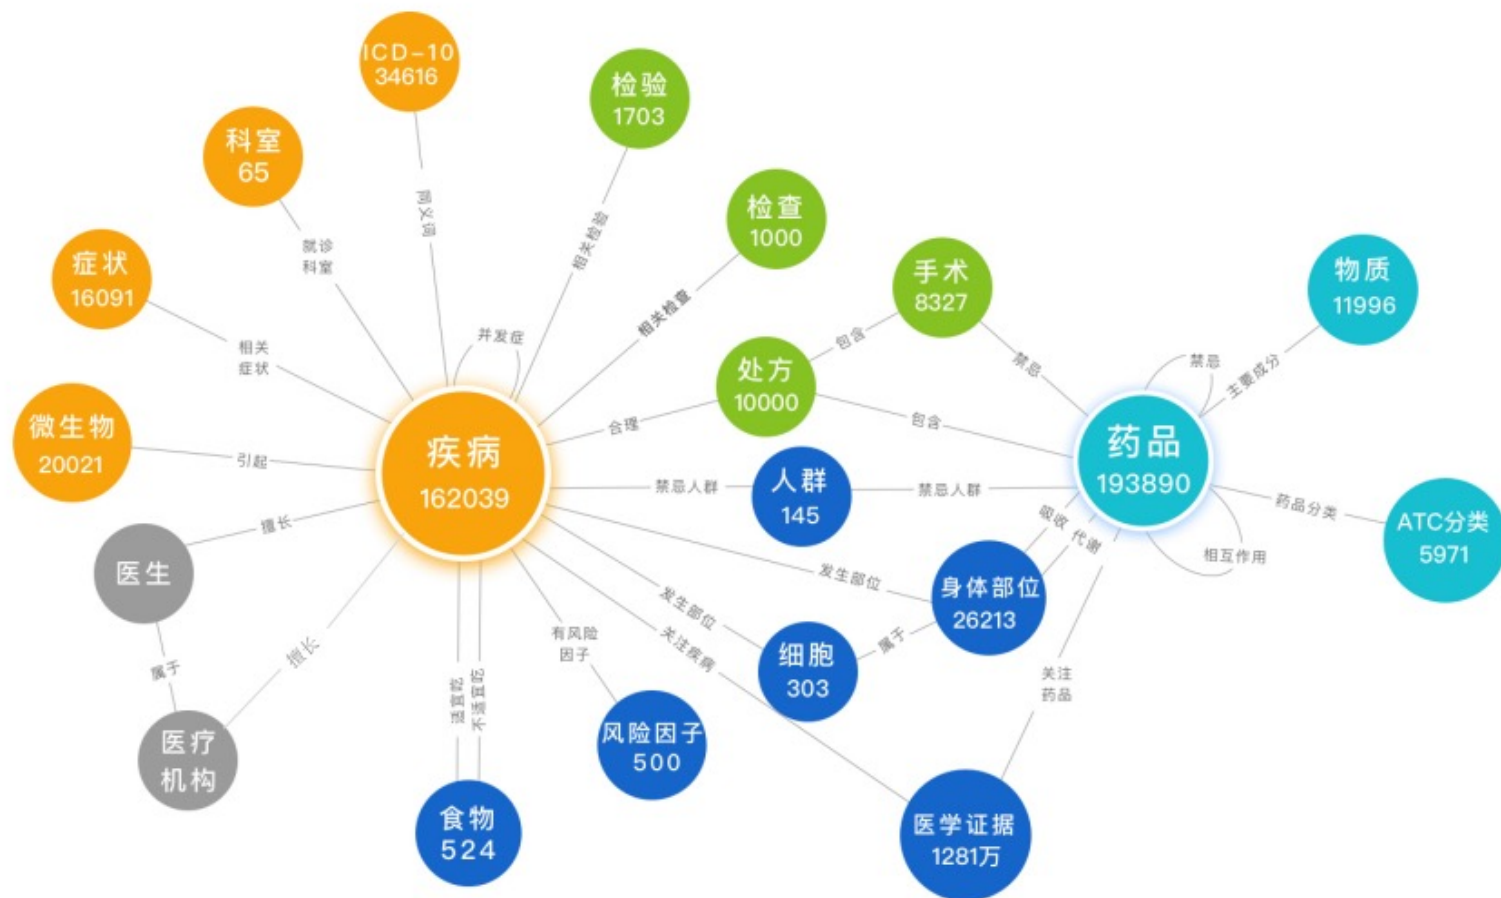 ICD-10
34616
检验
1703
科室
65
同义词
相关检验
检查
1000
就诊
科室
症状
16091
相关检查
手术
8327
物质
11996
相关
症状
并发症
包含
禁忌
禁忌
主要成分
处方
10000
微生物
20021
引起
疾病
162039
合理
包含
药品
193890
禁忌人群
人群
145
禁忌人群
药品分类
ATC分类
5971
擅长
医生
吸收
代谢
相互作用
发生部位
身体部位
26213
发生部位
关注疾病
属于
细胞
303
有风险
因子
擅长
属于
适宜吃
不适宜吃
关注
药品
医疗
机构
风险因子
500
食物
524
医学证据
1281万